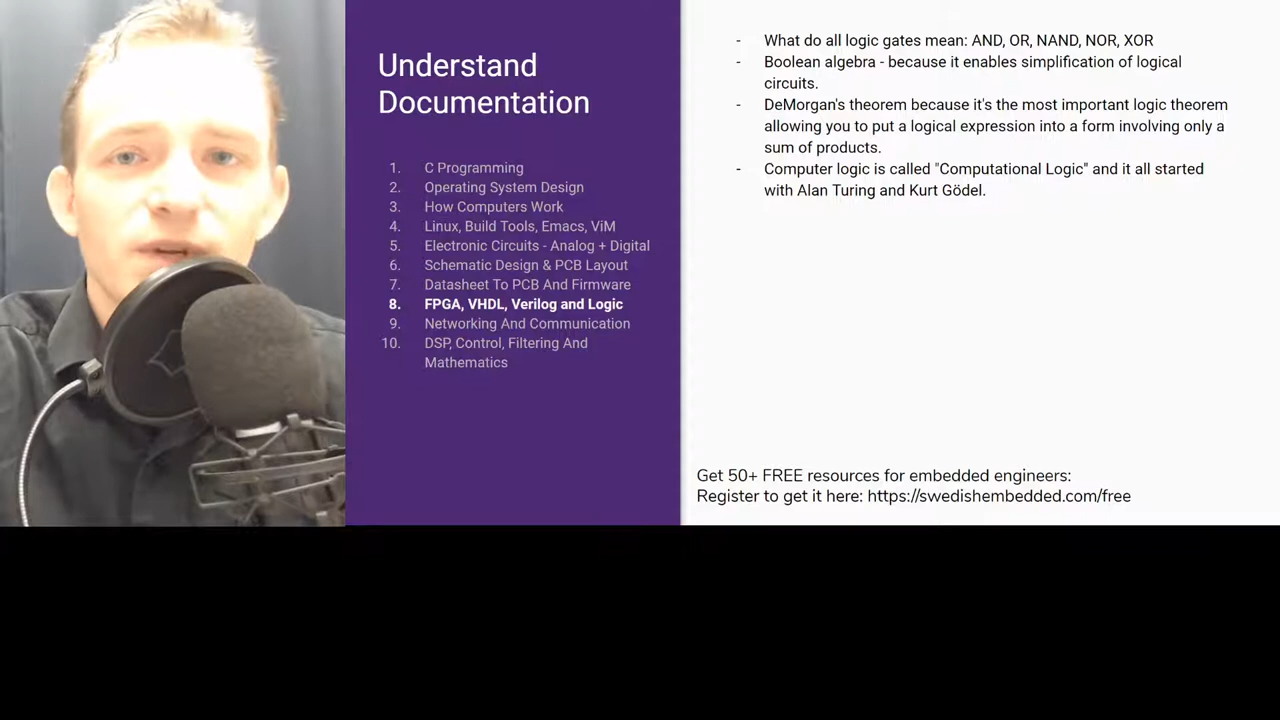 Understand
Documentation
1. C Programming
2. Operating System Design
3. How Computers Work
4. Linux, Build Tools, Emacs, ViM
5. Electronic Circuits - Analog + Digital
6. Schematic Design & PCB Layout
7. Datasheet To PCB And Firmware
8. FPGA, VHDL, Verilog and Logic
9. Networking And Communication
10. DSP, Control, Filtering And
Mathematics
- What do all logic gates mean: AND, OR, NAND, NOR, XOR
- Boolean algebra - because it enables simplification of logical
circuits.
- DeMorgan's theorem because it's the most important logic theorem
allowing you to put a logical expression into a form involving only a
sum of products.
- Computer logic is called "Computational Logic" and it all started
with Alan Turing and Kurt Gödel.
Get 50+ FREE resources for embedded engineers:
Register to get it here: https://swedishembedded.com/free